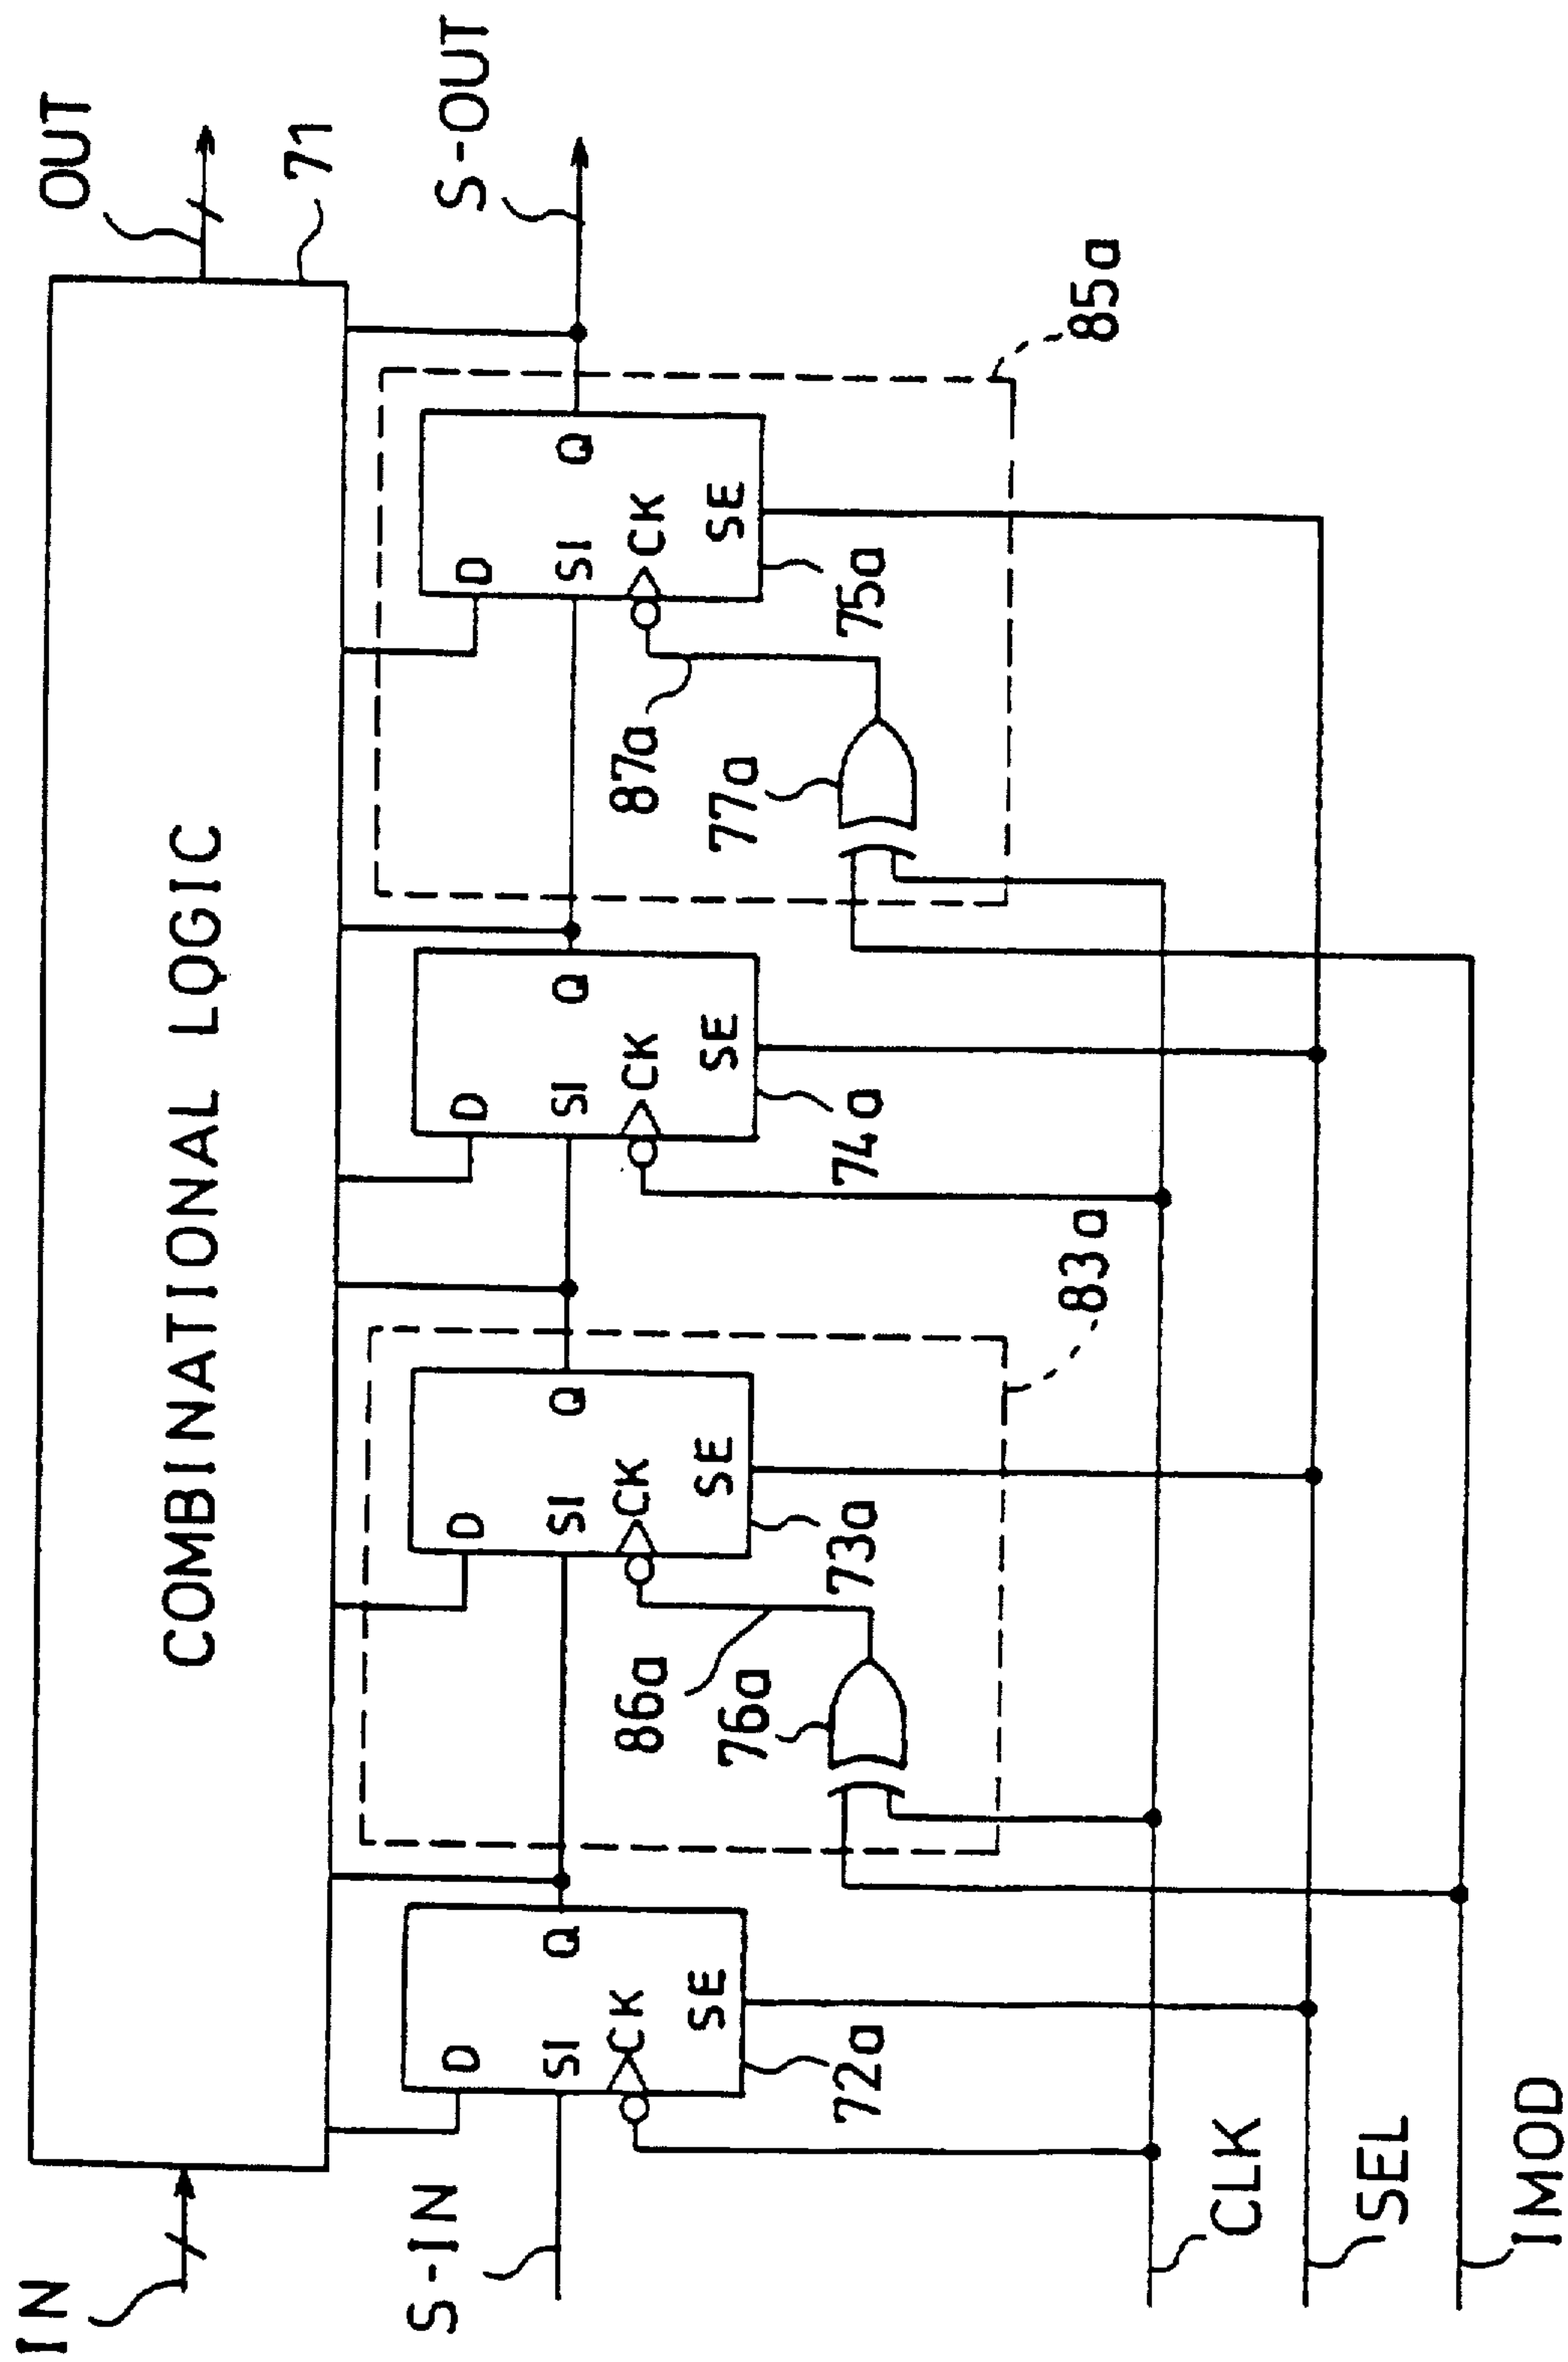 IN
COMBINATIONAL LOGIC
OUT
71
S-IN
S-OUT
D
SI
Q
CK
SE
72a
D
SI
Q
CK
SE
73a
86a
76a
83a
D
SI
Q
CK
SE
74a
D
SI
Q
CK
SE
75a
87a
77a
85a
CLK
SEL
IMOD